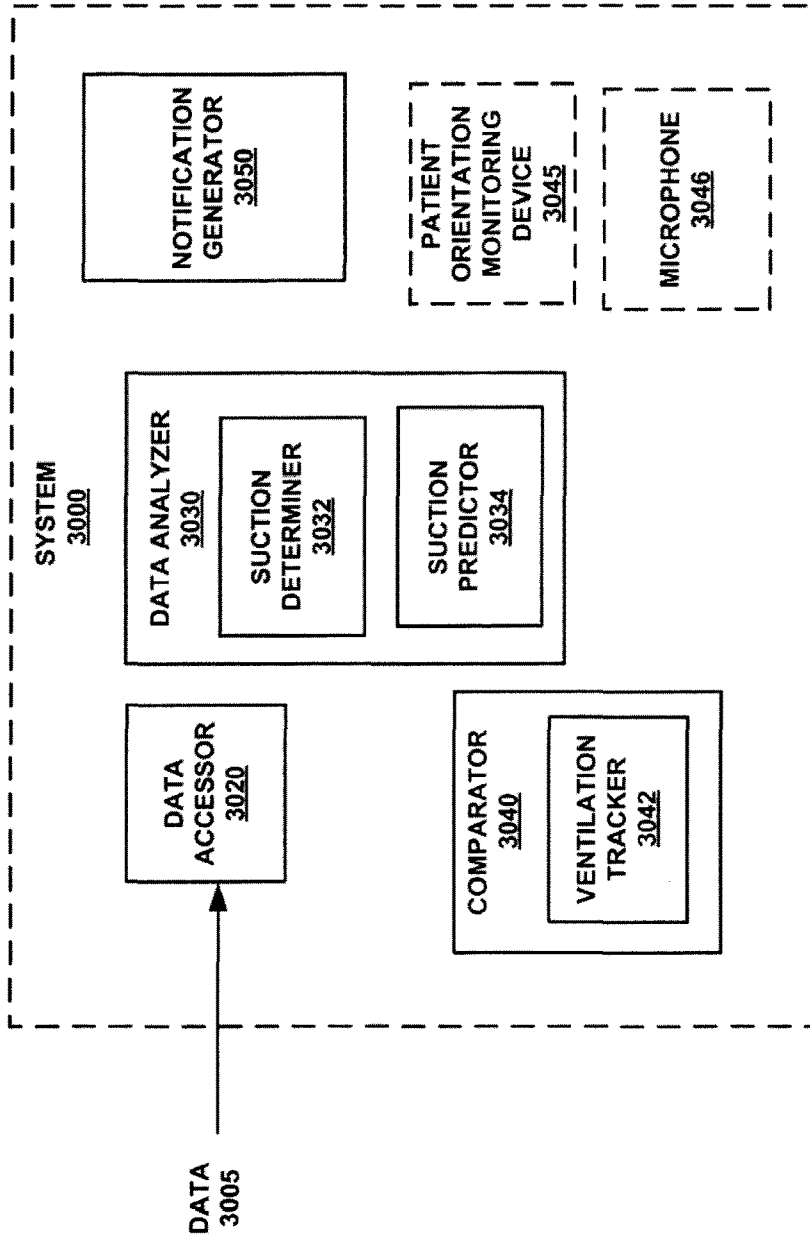 SYSTEM
3000
DATA
3005
DATA
ACCESSOR
3020
DATA ANALYZER
3030
SUCTION
DETERMINER
3032
SUCTION
PREDICTOR
3034
NOTIFICATION
GENERATOR
3050
COMPARATOR
3040
VENTILATION
TRACKER
3042
PATIENT
ORIENTATION
MONITORING
DEVICE
3045
MICROPHONE
3046